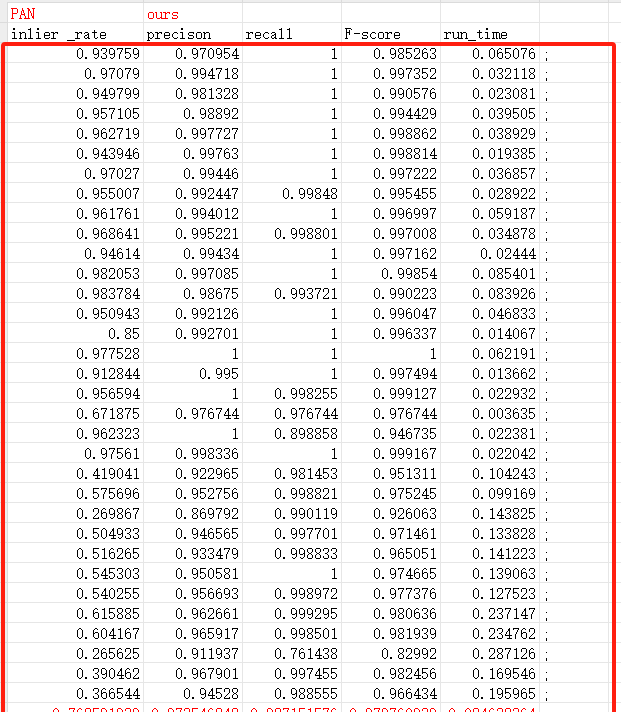 PAN ours
inlier _rate precison recall F-score run_time
0.939759 0.970954 1 0.985263 0.065076 ;
0.97079 0.994718 1 0.997352 0.032118 ;
0.949799 0.981328 1 0.990576 0.023081 ;
0.957105 0.98892 1 0.994429 0.039505 ;
0.962719 0.997727 1 0.998862 0.038929 ;
0.943946 0.99763 1 0.998814 0.019385 ;
0.97027 0.99446 1 0.997222 0.036857 ;
0.955007 0.992447 0.99848 0.995455 0.028922 ;
0.961761 0.994012 1 0.996997 0.059187 ;
0.968641 0.995221 0.998801 0.997008 0.034878 ;
0.94614 0.99434 1 0.997162 0.02444 ;
0.982053 0.997085 1 0.99854 0.085401 ;
0.983784 0.98675 0.993721 0.990223 0.083926 ;
0.950943 0.992126 1 0.996047 0.046833 ;
0.85 0.992701 1 0.996337 0.014067 ;
0.977528 1 1 1 0.062191 ;
0.912844 0.995 1 0.997494 0.013662 ;
0.956594 1 0.998255 0.999127 0.022932 ;
0.671875 0.976744 0.976744 0.976744 0.003635 ;
0.962323 1 0.898858 0.946735 0.022381 ;
0.97561 0.998336 1 0.999167 0.022042 ;
0.419041 0.922965 0.981453 0.951311 0.104243 ;
0.575696 0.952756 0.998821 0.975245 0.099169 ;
0.269867 0.869792 0.990119 0.926063 0.143825 ;
0.504933 0.946565 0.997701 0.971461 0.133828 ;
0.516265 0.933479 0.998833 0.965051 0.141223 ;
0.545303 0.950581 1 0.974665 0.139063 ;
0.540255 0.956693 0.998972 0.977376 0.127523 ;
0.615885 0.962661 0.999295 0.980636 0.237147 ;
0.604167 0.965917 0.998501 0.981939 0.234762 ;
0.265625 0.911937 0.761438 0.82992 0.287126 ;
0.390462 0.967901 0.997455 0.982456 0.169546 ;
0.366544 0.94528 0.988555 0.966434 0.195965 ;